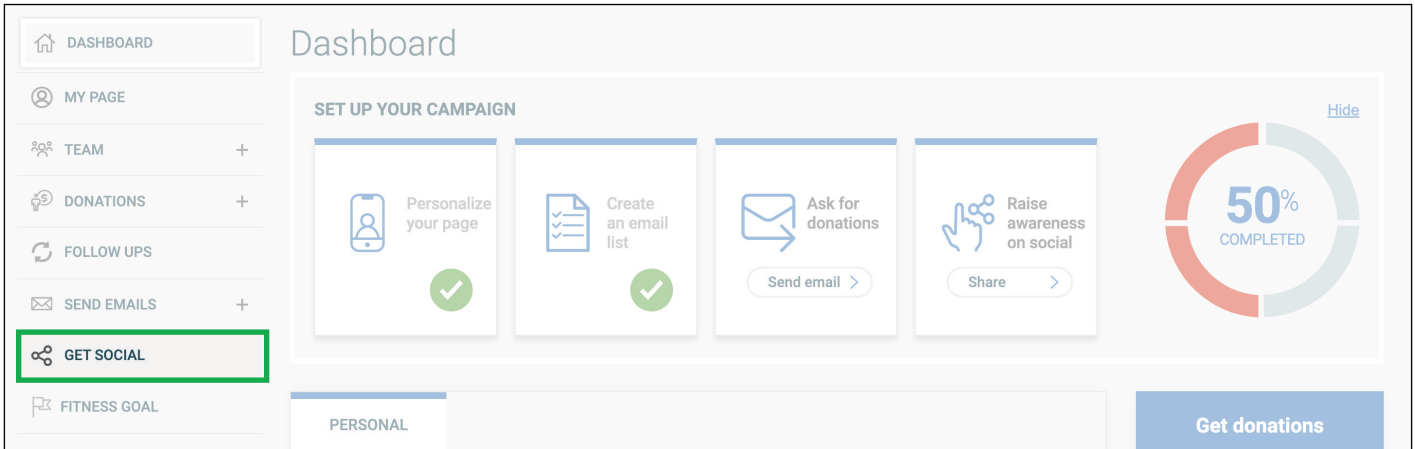 DASHBOARD
MY PAGE
TEAM +
DONATIONS +
FOLLOW UPS
SEND EMAILS +
GET SOCIAL
FITNESS GOAL
Dashboard
SET UP YOUR CAMPAIGN
Hide
Personalize
your page
Create
an email
list
Ask for
donations
Send email >
Raise
awareness
on social
Share >
50%
COMPLETED
PERSONAL
Get donations